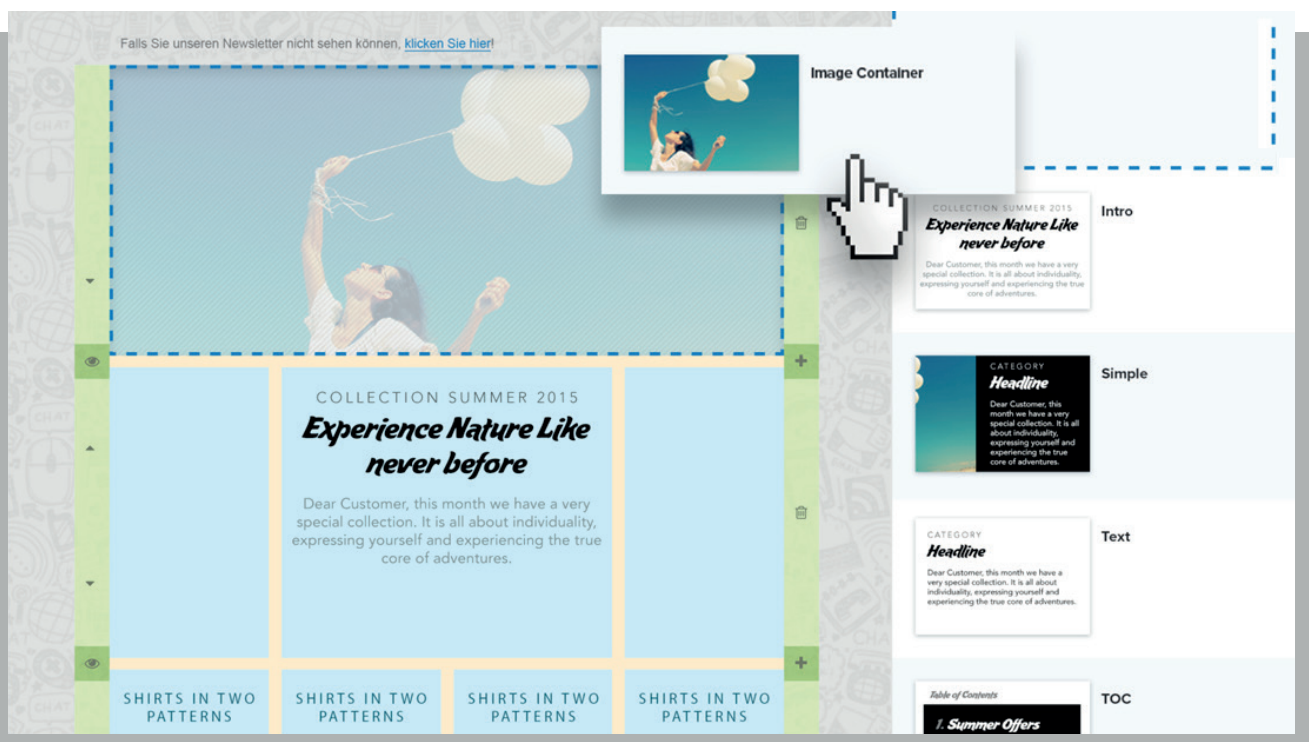 Falls Sie unseren Newsletter nicht sehen können, klicken Sie hier!
Image Container
COLLECTION SUMMER 2015
Experience Nature Like
never before
Dear Customer, this month we have a very
special collection. It is all about individuality,
expressing yourself and experiencing the true
core of adventures.
SHIRTS IN TWO
PATTERNS
SHIRTS IN TWO
PATTERNS
SHIRTS IN TWO
PATTERNS
SHIRTS IN TWO
PATTERNS
COLLECTION SUMMER 2015
Experience Nature Like
never before
Dear Customer, this month we have a very
special collection. It is all about individuality,
expressing yourself and experiencing the true
core of adventures.
Intro
CATEGORY
Headline
Dear Customer, this
month we have a very
special collection. It is all
about individuality,
expressing yourself and
experiencing the true
core of adventures.
Simple
CATEGORY
Headline
Dear Customer, this month we have a
very special collection. It is all about
individuality, expressing yourself and
experiencing the true core of adventures.
Text
Table of Contents
1. Summer Offers
TOC
CHAT
CHAT
CHAT